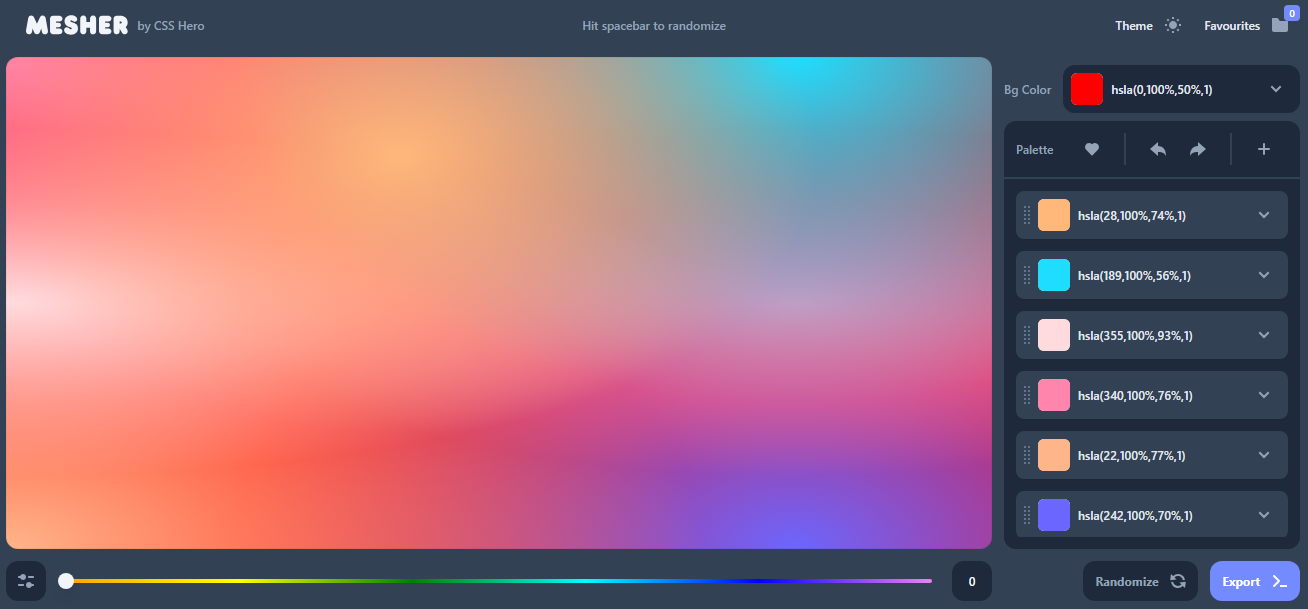 MESHER by CSS Hero
Hit spacebar to randomize
Theme
Favourites
0
Bg Color
hsla(0,100%,50%,1)
Palette
hsla(28,100%,74%,1)
hsla(189,100%,56%,1)
hsla(355,100%,93%,1)
hsla(340,100%,76%,1)
hsla(22,100%,77%,1)
hsla(242,100%,70%,1)
0
Randomize
Export